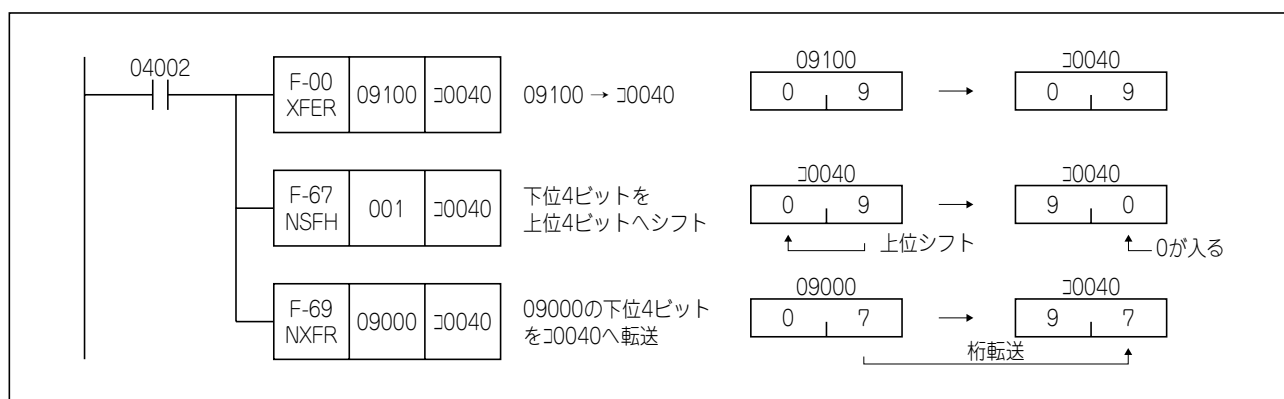 04002
F-00
XFER
09100
ｺ0040
09100 → ｺ0040
09100
0 9
→
ｺ0040
0 9
F-67
NSFH
001
ｺ0040
下位4ビットを
上位4ビットへシフト
ｺ0040
0 9
→
ｺ0040
9 0
上位シフト
0が入る
F-69
NXFR
09000
ｺ0040
09000の下位4ビット
をｺ0040へ転送
09000
0 7
→
ｺ0040
9 7
桁転送